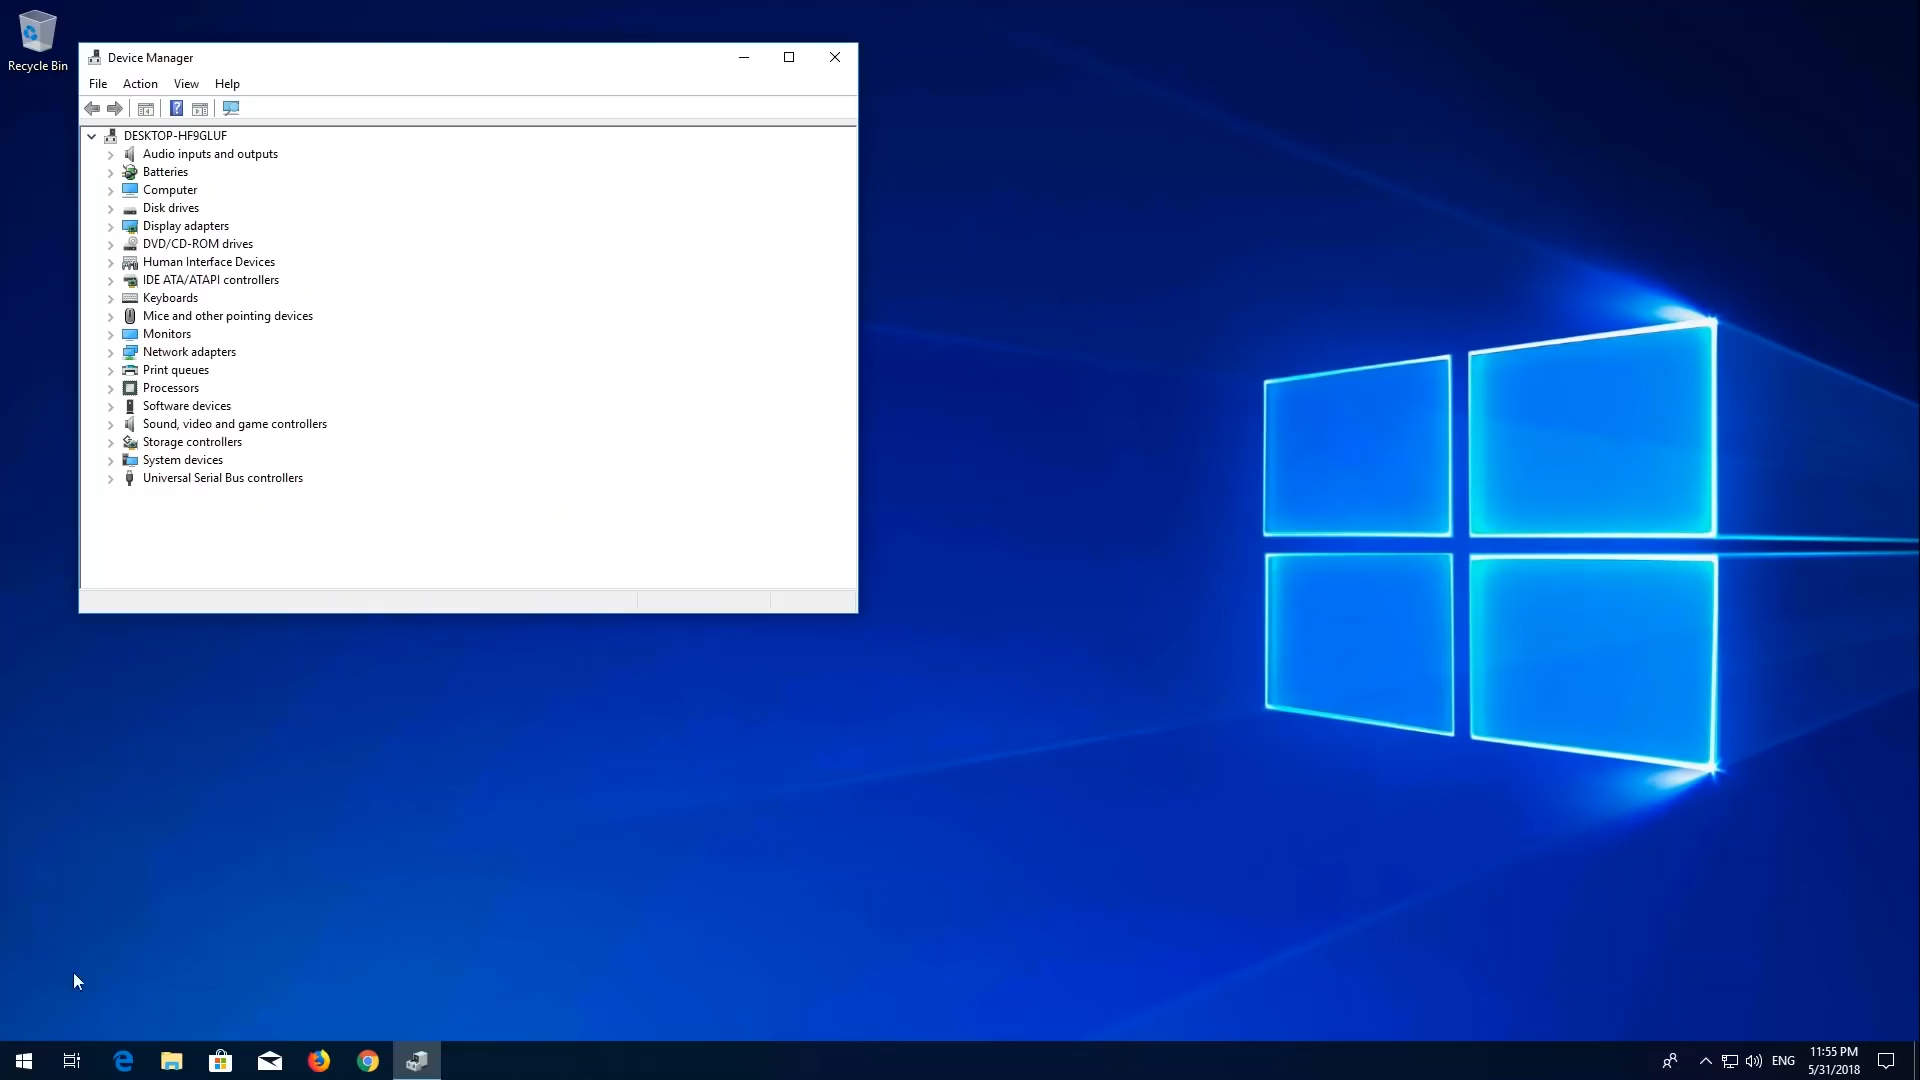 Recycle Bin
Device Manager
File Action View Help
DESKTOP-HF9GLUF
Audio inputs and outputs
Batteries
Computer
Disk drives
Display adapters
DVD/CD-ROM drives
Human Interface Devices
IDE ATA/ATAPI controllers
Keyboards
Mice and other pointing devices
Monitors
Network adapters
Print queues
Processors
Software devices
Sound, video and game controllers
Storage controllers
System devices
Universal Serial Bus controllers
ENG
11:55 PM
5/31/2018